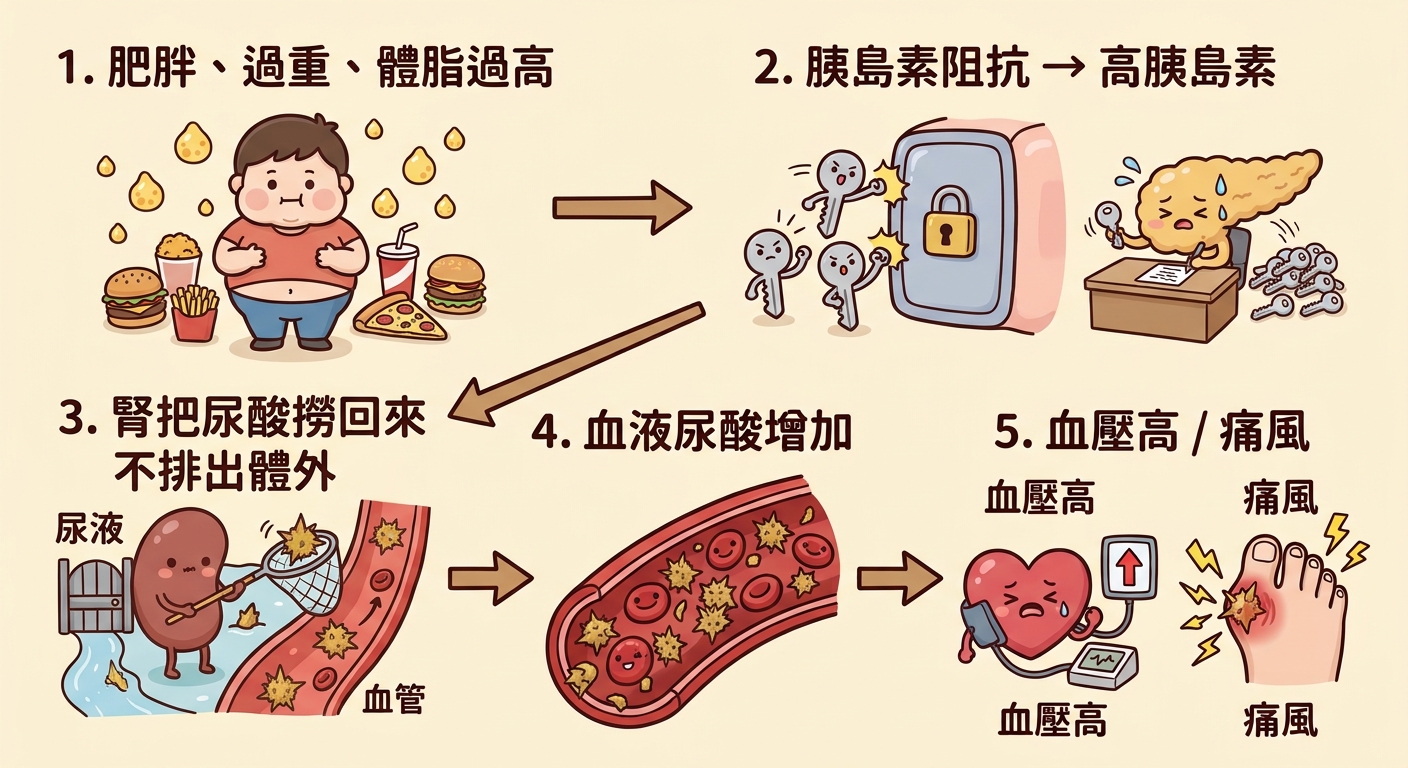 1. 肥胖、過重、體脂過高
2. 胰島素阻抗 → 高胰島素
3. 腎把尿酸撈回來
不排出體外
尿液
血管
4. 血液尿酸增加
5. 血壓高 / 痛風
血壓高
痛風
血壓高
痛風